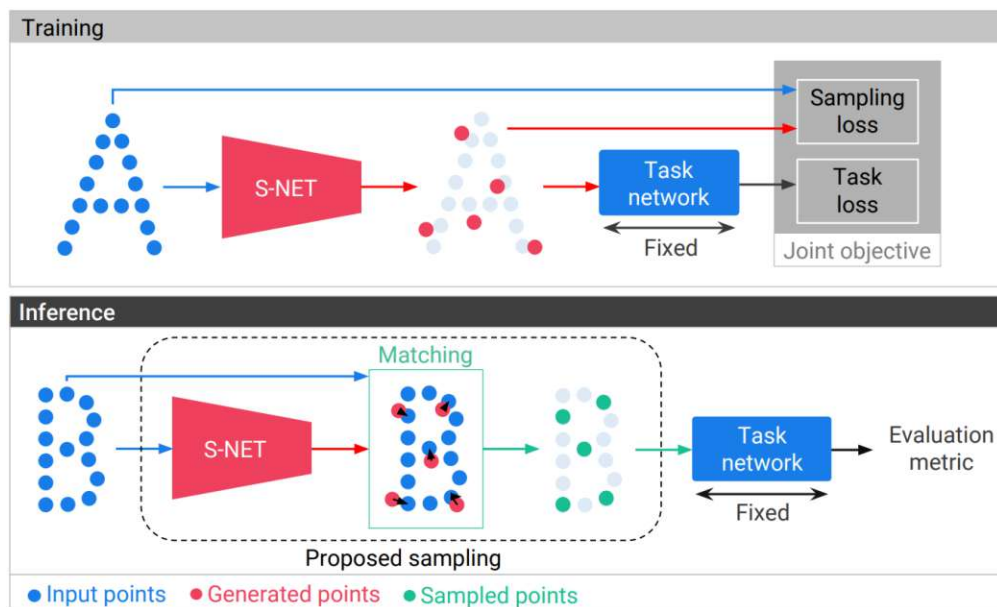 Training
Sampling
loss
S-NET
Task
network
Task
loss
Fixed
Joint objective
Inference
Matching
S-NET
Task
network
Evaluation
metric
Fixed
Proposed sampling
Input points
Generated points
Sampled points